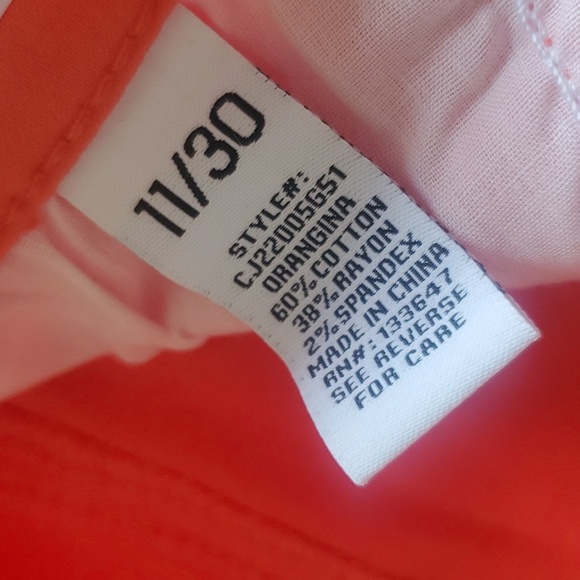 11/30
STYLE#:
CJ22005G51
ORANGINA
60% COTTON
38% RAYON
2% SPANDEX
MADE IN CHINA
RN#: 133647
SEE REVERSE
FOR CARE